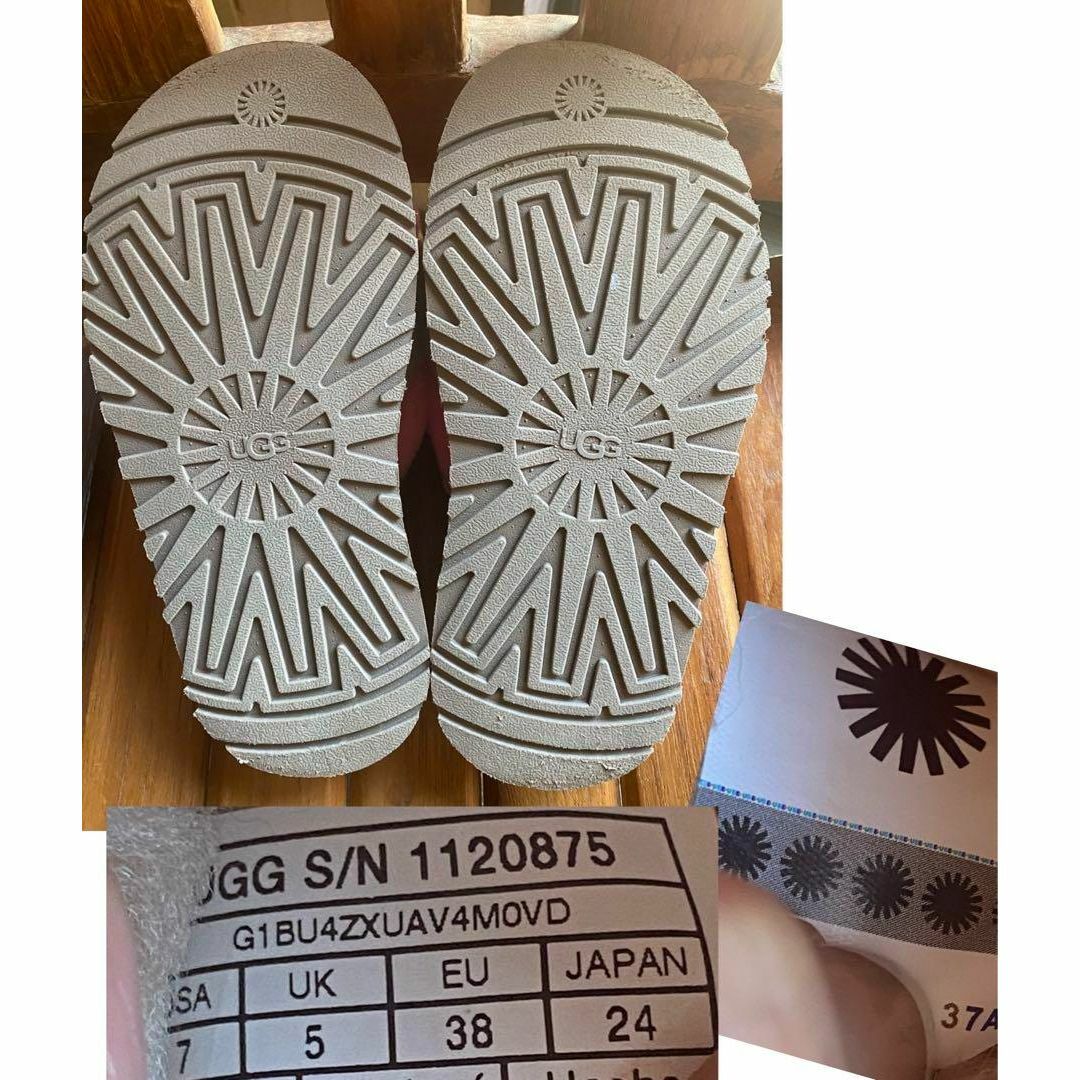 UGG UGG
UGG S/N 1120875
G1BU4ZXUAV4M0VD
UK EU JAPAN
7 5 38 24
37A